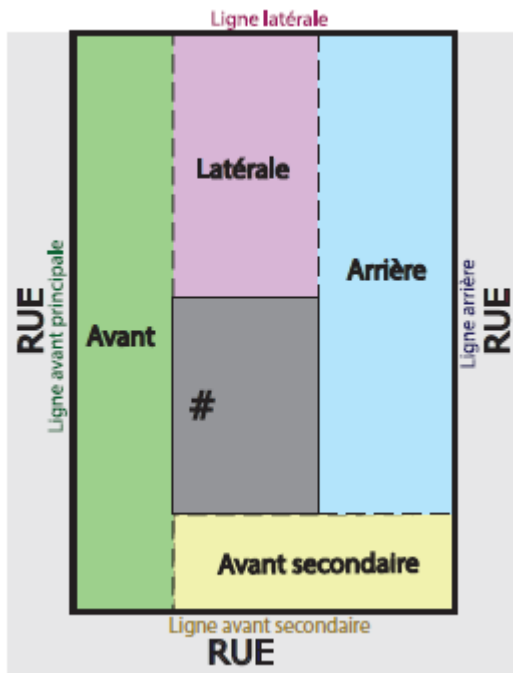 Ligne latérale
Latérale
Arrière
Avant
#
RUE
Ligne avant principale
Ligne arrière
RUE
Avant secondaire
Ligne avant secondaire
RUE